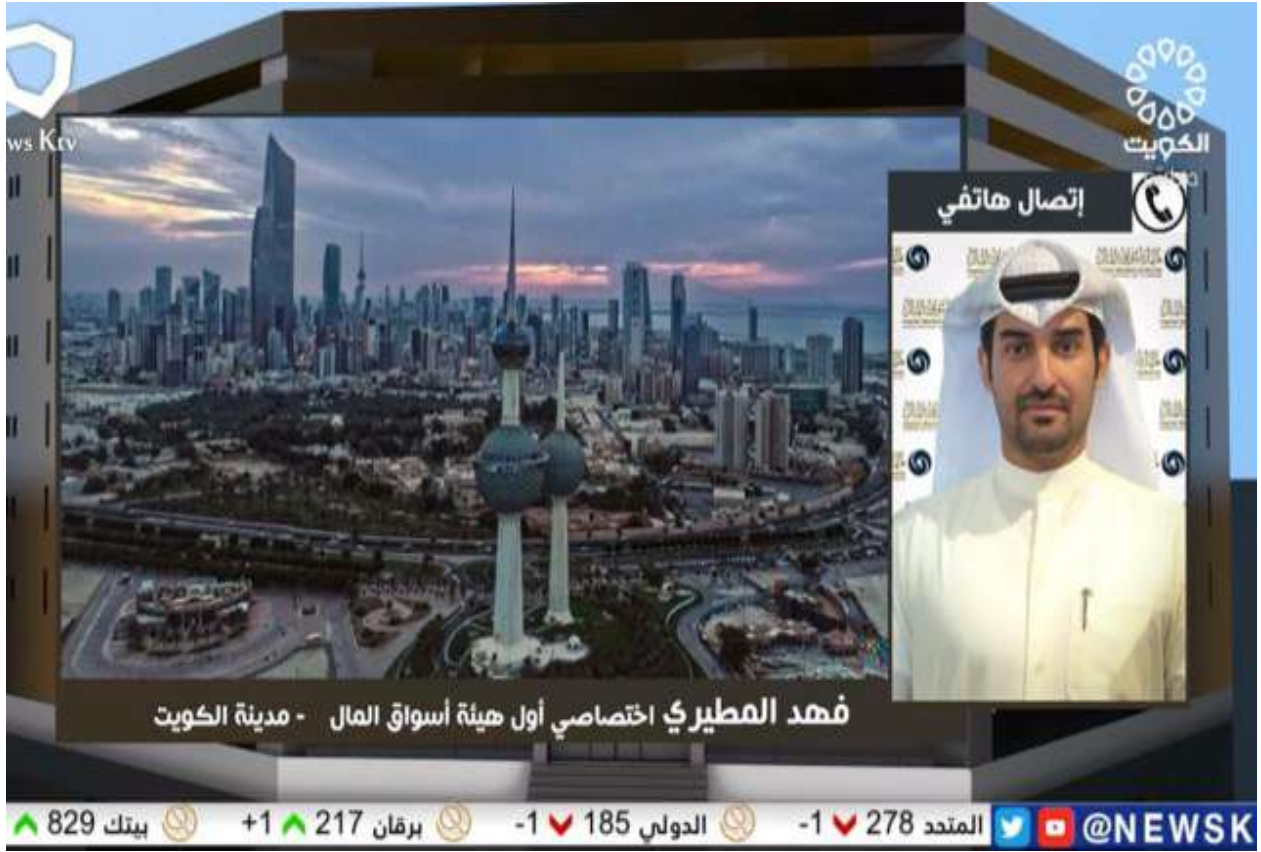 ws Ktv
الكويت
إتصال هاتفي
فهد المطيري اختصاصي أول هيئة أسواق المال - مدينة الكويت
@NEWSK المتحد 278 -1 الدولي 185 -1 برقان 217 +1 بيتك 829